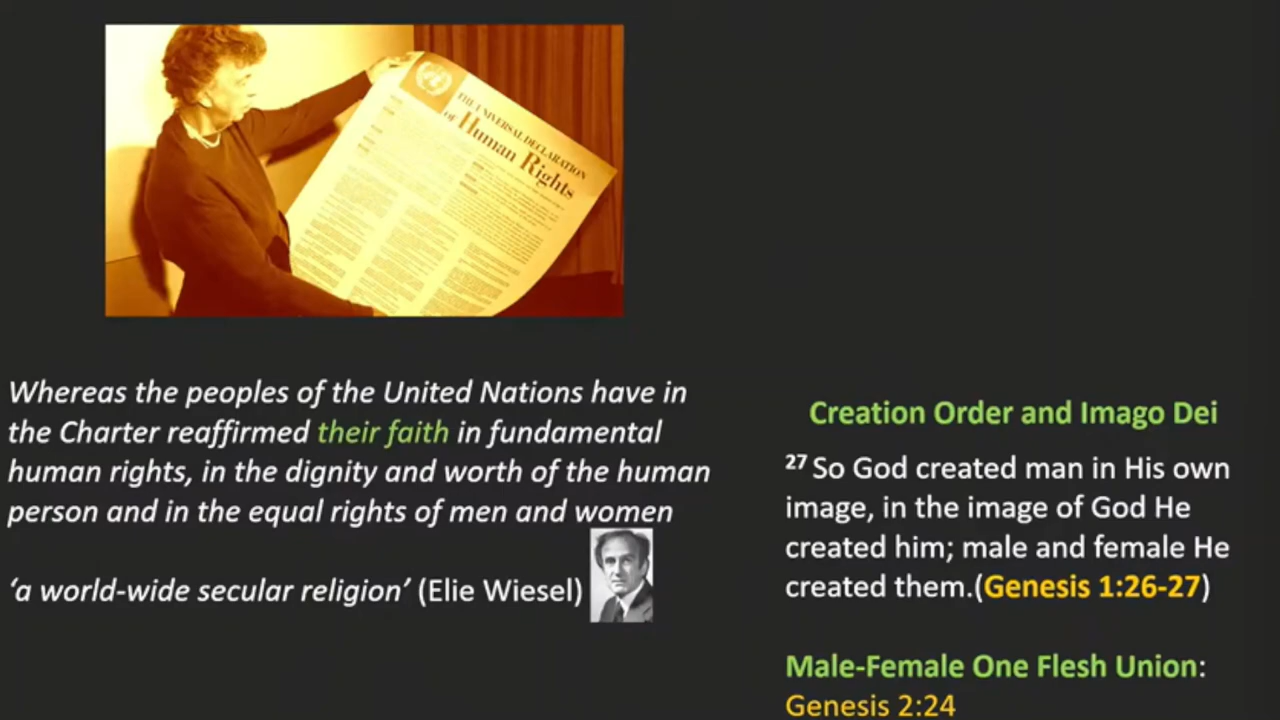 THE UNIVERSAL DECLARATION
OF Human Rights
Whereas the peoples of the United Nations have in
the Charter reaffirmed their faith in fundamental
human rights, in the dignity and worth of the human
person and in the equal rights of men and women
‘a world-wide secular religion’ (Elie Wiesel)
Creation Order and Imago Dei
²⁷ So God created man in His own
image, in the image of God He
created him; male and female He
created them.(Genesis 1:26-27)
Male-Female One Flesh Union:
Genesis 2:24